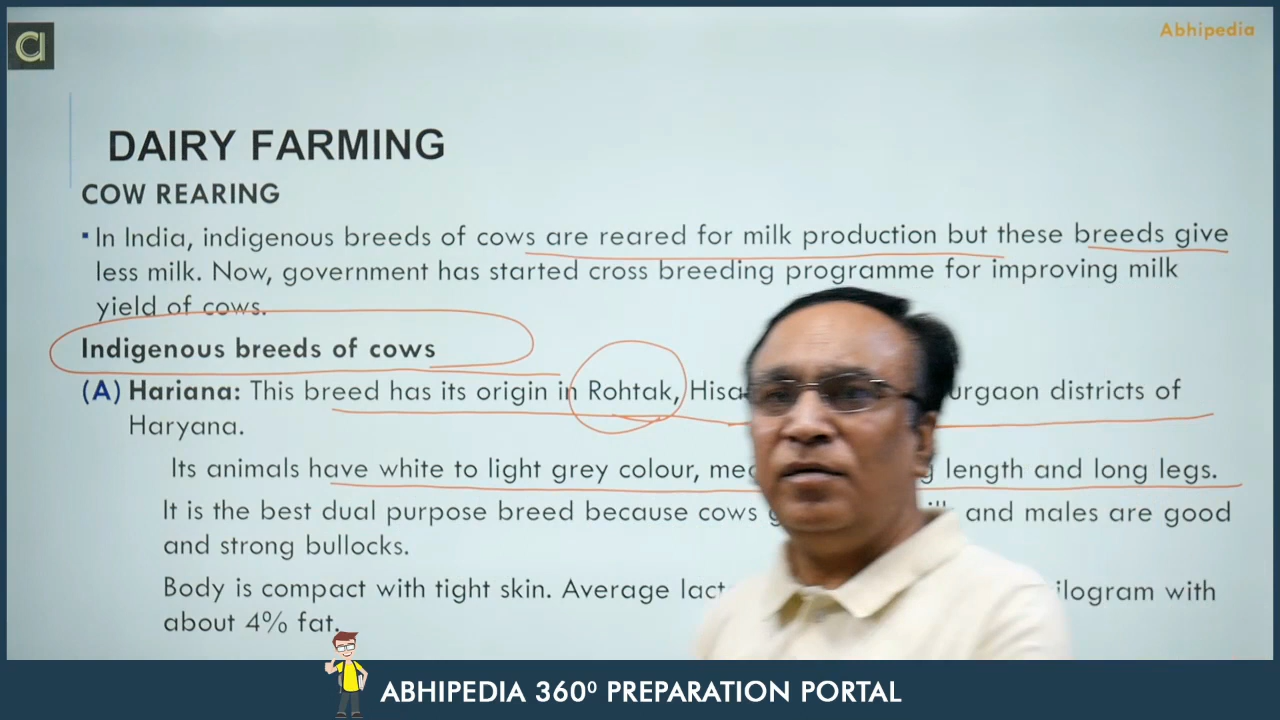 Abhipedia
DAIRY FARMING
COW REARING
▪ In India, indigenous breeds of cows are reared for milk production but these breeds give
less milk. Now, government has started cross breeding programme for improving milk
yield of cows.
Indigenous breeds of cows
(A) Hariana: This breed has its origin in Rohtak, districts of
Haryana.
Its animals have white to light grey colour, length and long legs.
It is the best dual purpose breed because cows and males are good
and strong bullocks.
Body is compact with tight skin. Average with
about 4% fat.
ABHIPEDIA 360⁰ PREPARATION PORTAL